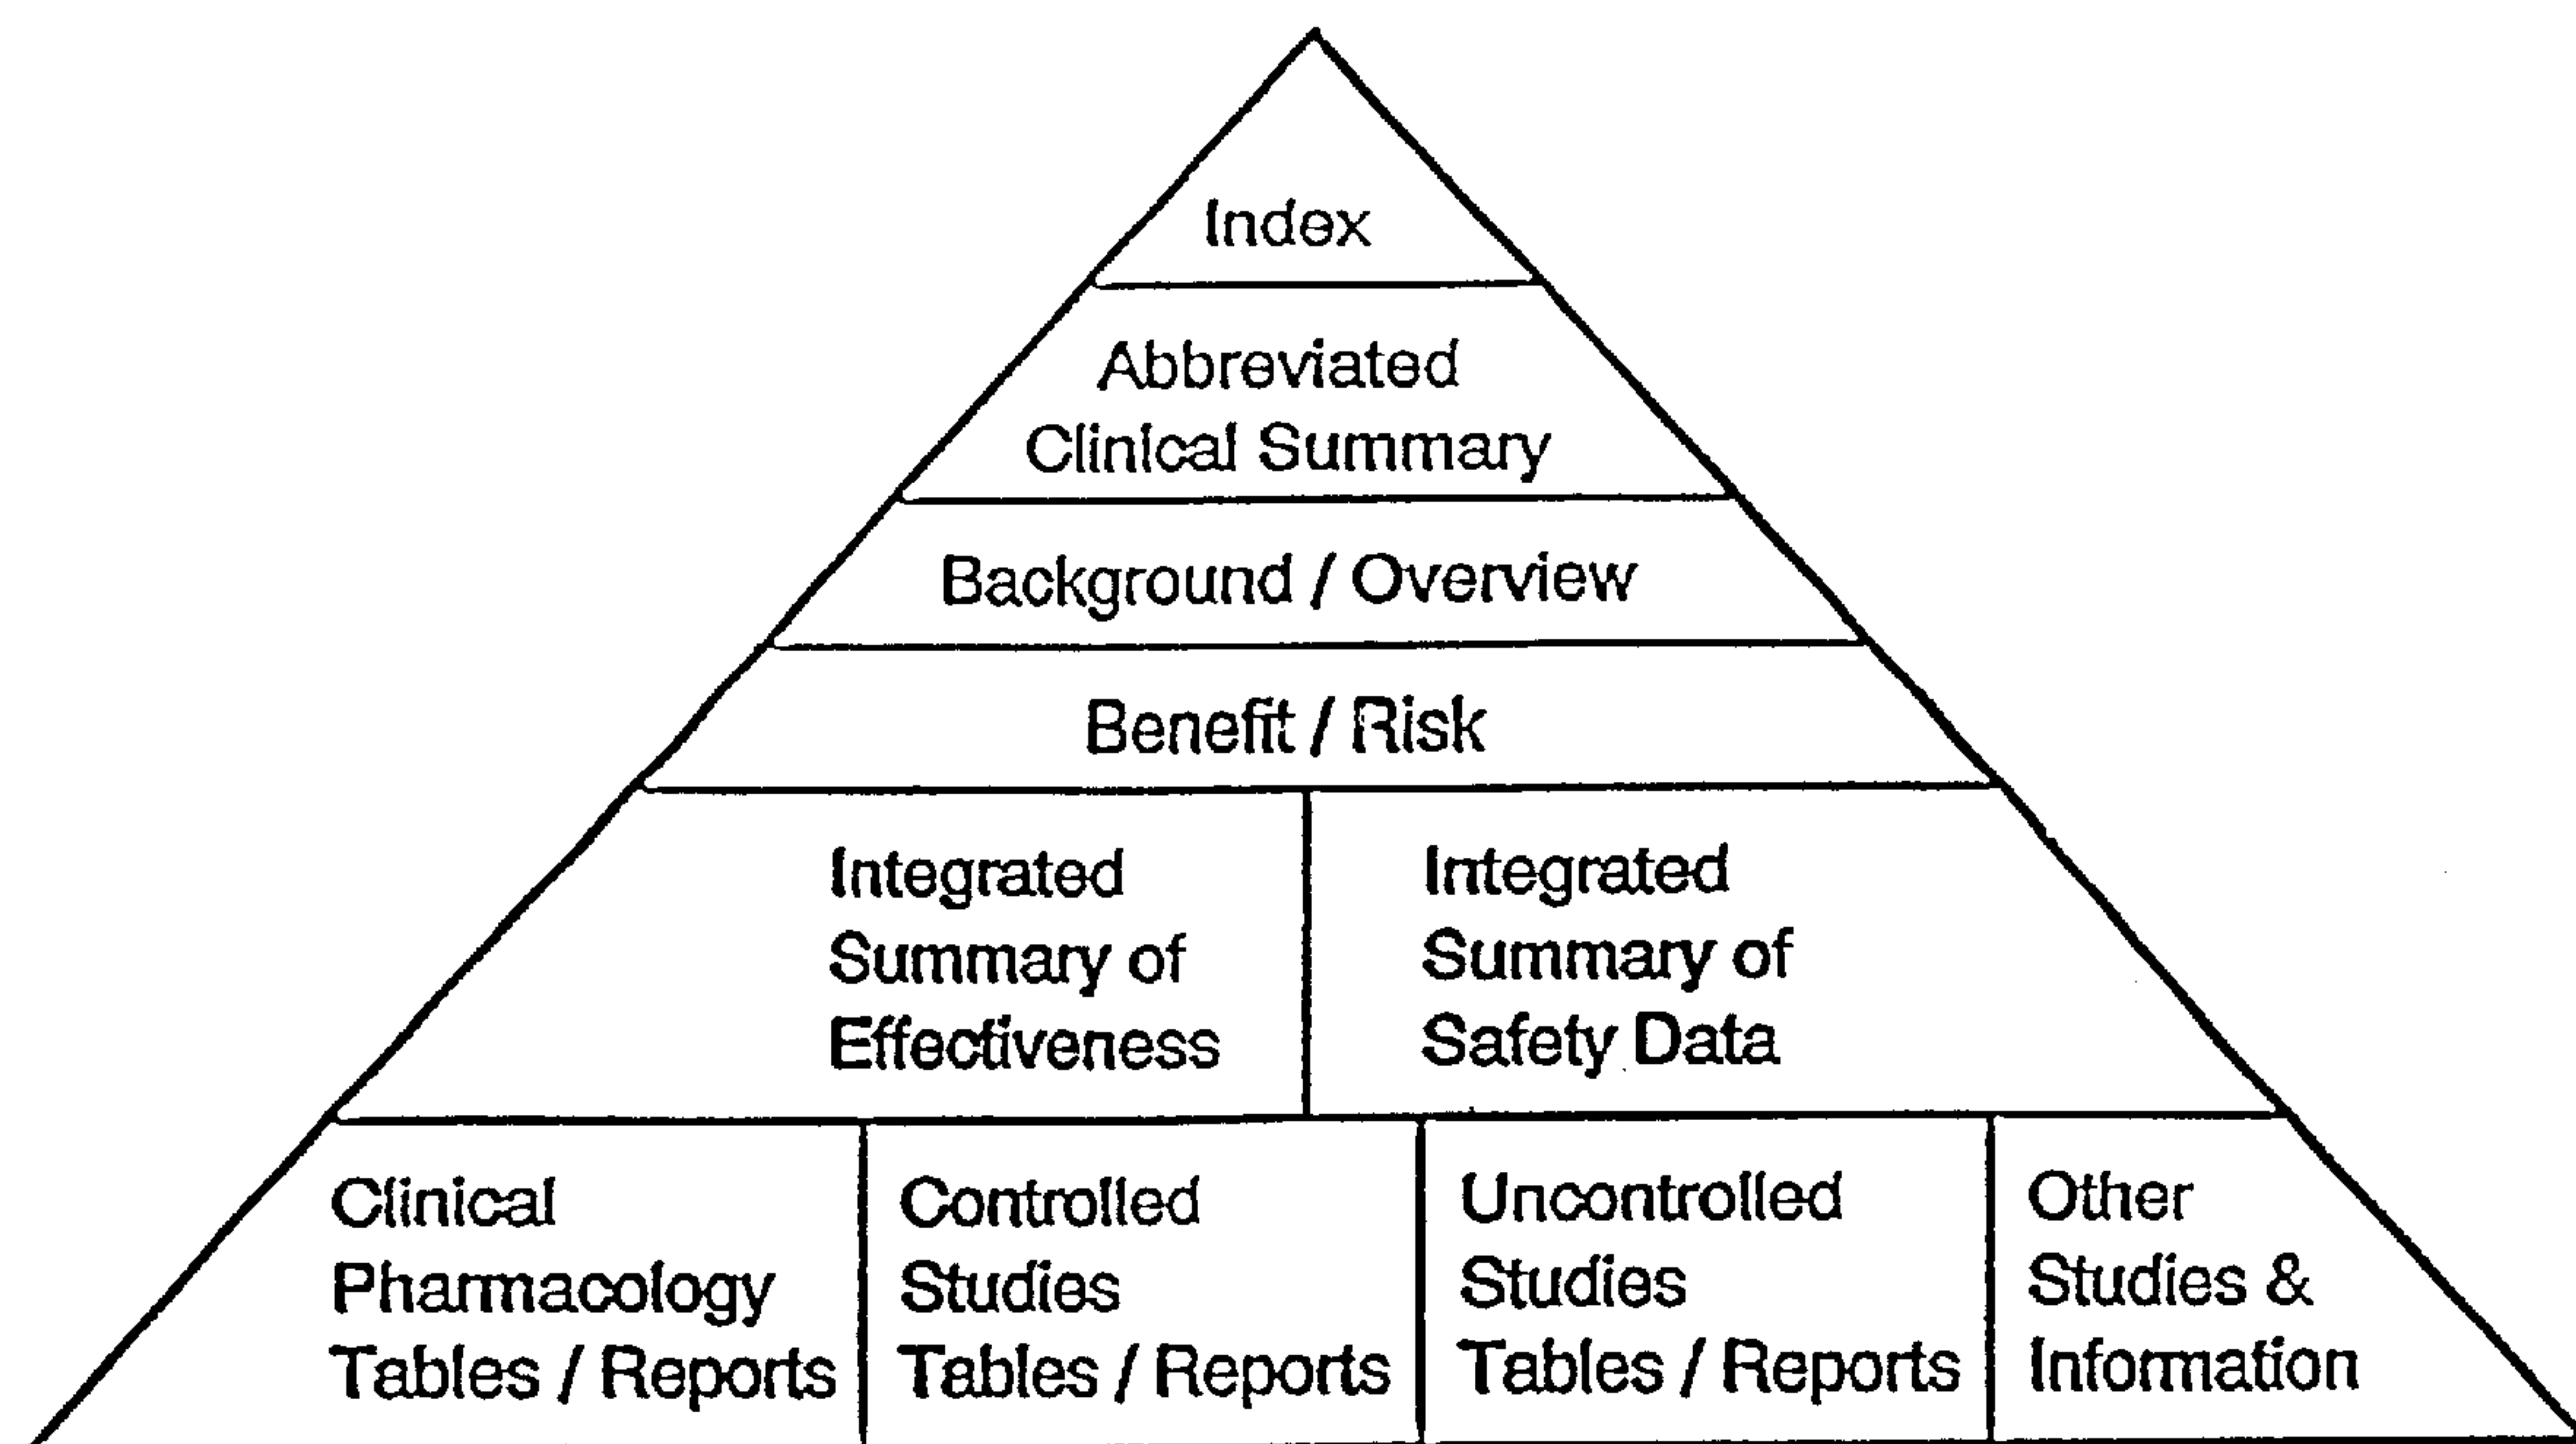 Index
Abbreviated
Clinical Summary
Background / Overview
Benefit / Risk
Integrated
Summary of
Effectiveness
Integrated
Summary of
Safety Data
Clinical
Pharmacology
Tables / Reports
Controlled
Studies
Tables / Reports
Uncontrolled
Studies
Tables / Reports
Other
Studies &
Information